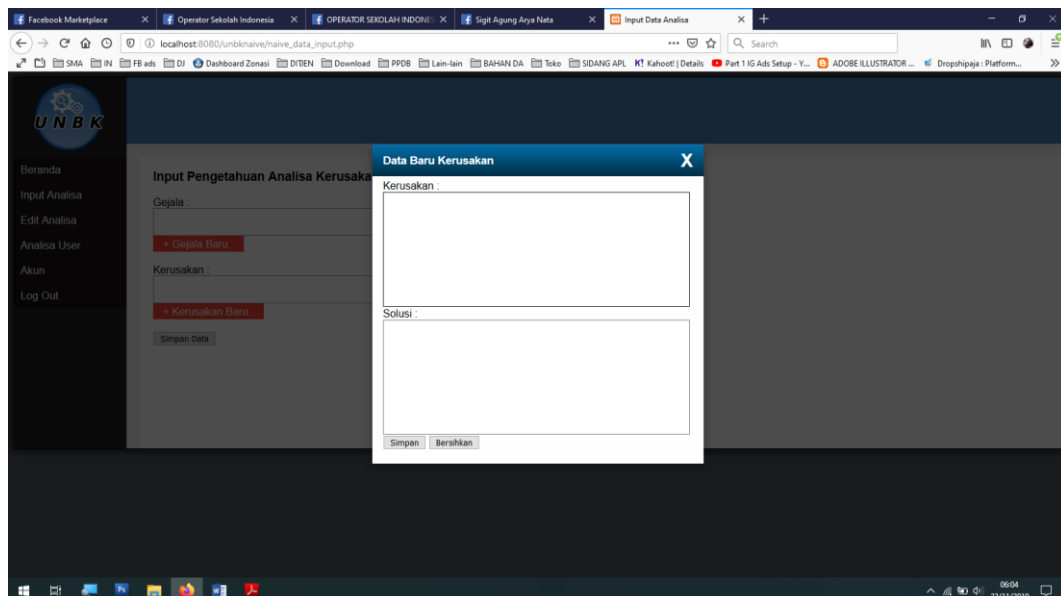 Facebook Marketplace
Operator Sekolah Indonesia
OPERATOR SEKOLAH INDONES
Sigit Agung Arya Nata
Input Data Analisa
localhost:8080/unbknaive/naive_data_input.php
Search
SMA IN FB ads DJ Dashboard Zonasi Download PPDB Lain-lain BAHAN DA Toko SIDANG APL K! Kahoot! | Details Part 1 IG Ads Setup - Y... ADOBE ILLUSTRATOR ... Dropshipaja : Platform...
UNBK
Beranda
Input Analisa
Edit Analisa
Analisa User
Akun
Log Out
Input Pengetahuan Analisa Kerusaka
Gejala :
+ Gejala Baru..
Kerusakan :
+ Kerusakan Baru..
Simpan Data
Data Baru Kerusakan X
Kerusakan :
Solusi :
Simpan Bersihkan
06:04